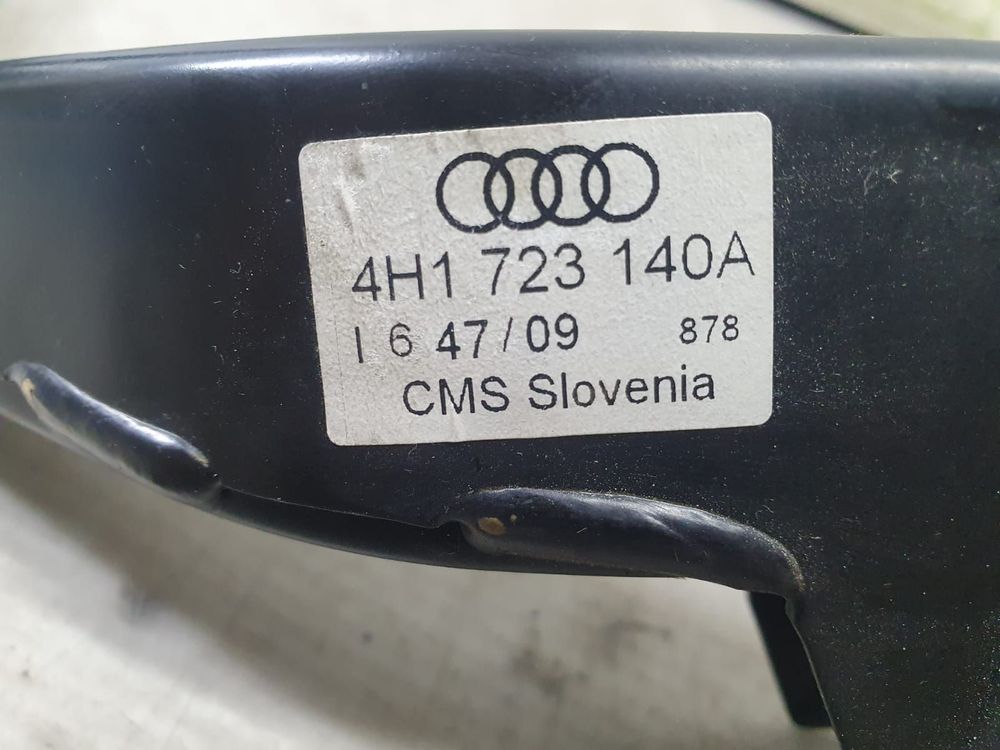 4H1 723 140A
I 6 47/09 878
CMS Slovenia